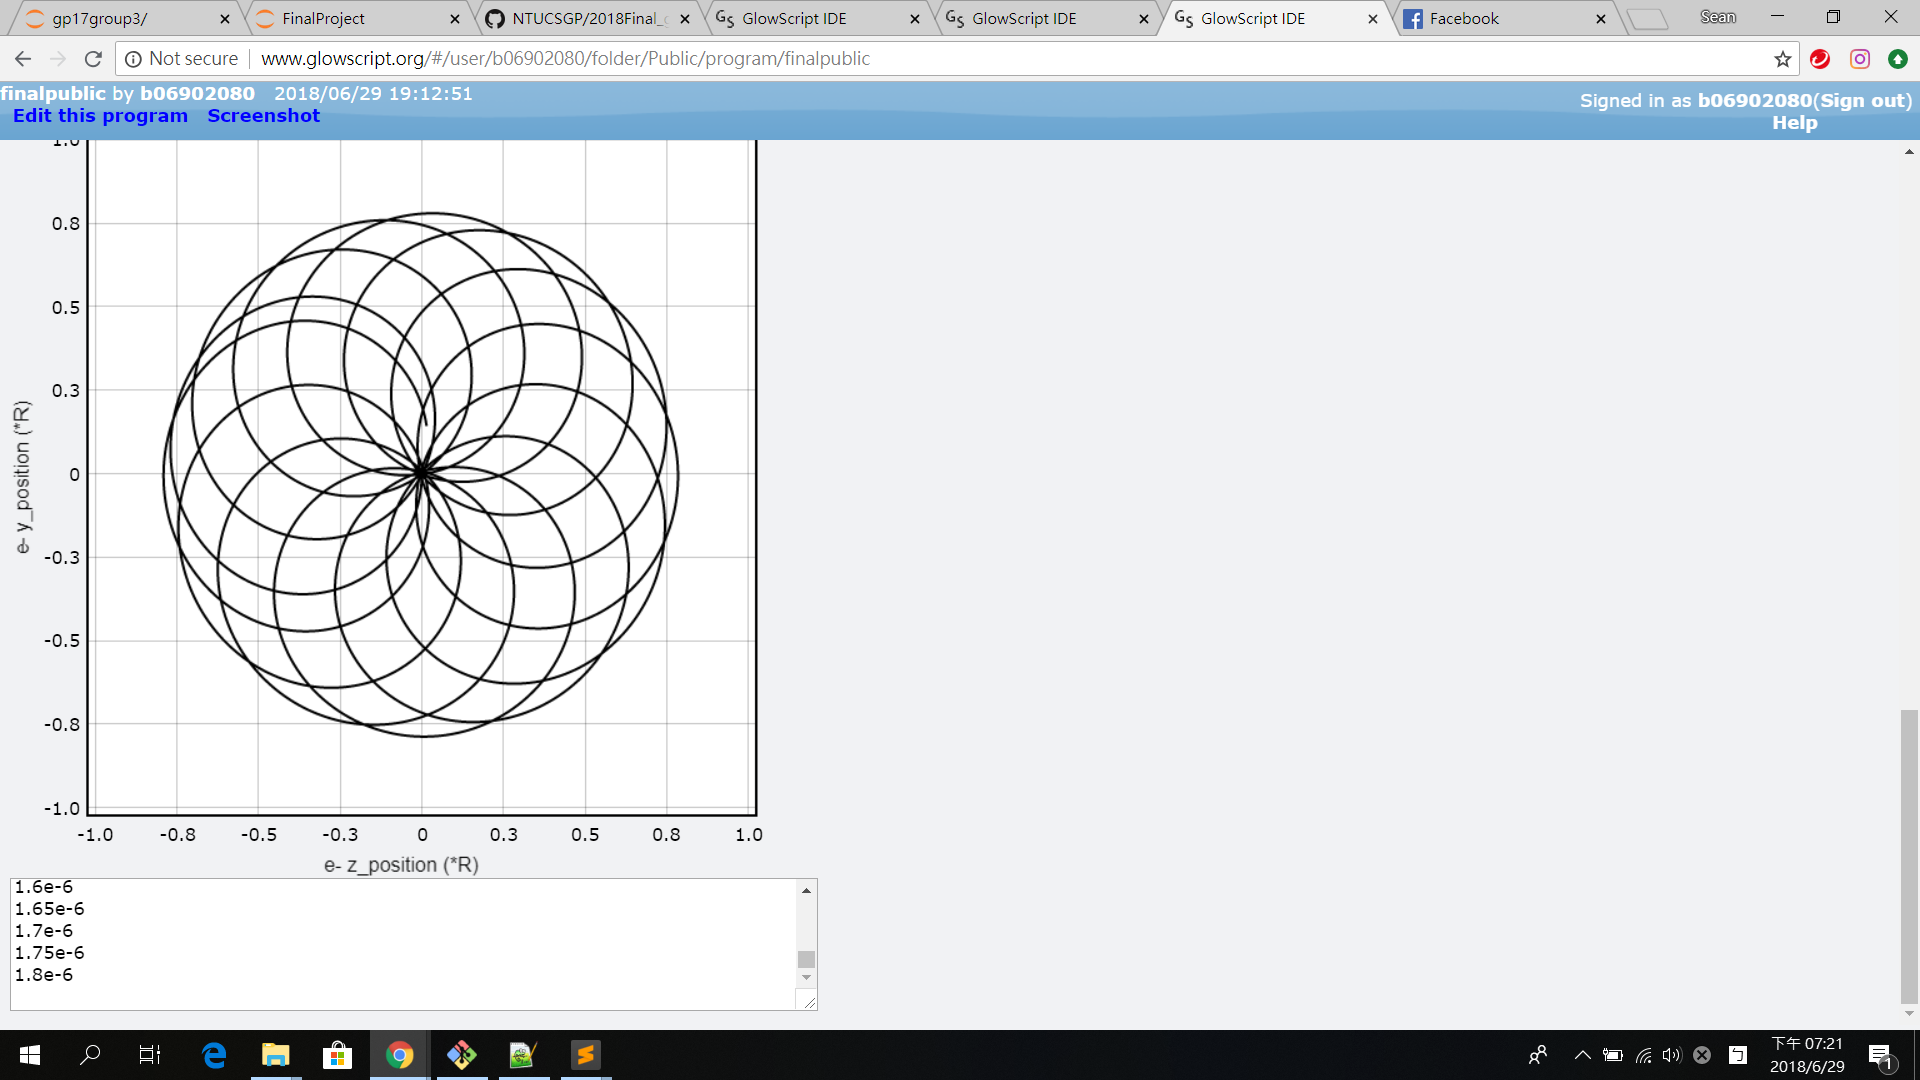 gp17group3/
FinalProject
NTUCSGP/2018Final_
GlowScript IDE
GlowScript IDE
GlowScript IDE
Facebook
Sean
Not secure
www.glowscript.org/#/user/b06902080/folder/Public/program/finalpublic
finalpublic by b06902080 2018/06/29 19:12:51
Signed in as b06902080(Sign out)
Edit this program Screenshot
Help
1.0
0.8
0.5
0.3
0
-0.3
-0.5
-0.8
-1.0
e- y_position (*R)
-1.0 -0.8 -0.5 -0.3 0 0.3 0.5 0.8 1.0
e- z_position (*R)
1.6e-6
1.65e-6
1.7e-6
1.75e-6
1.8e-6
下午 07:21
2018/6/29
1